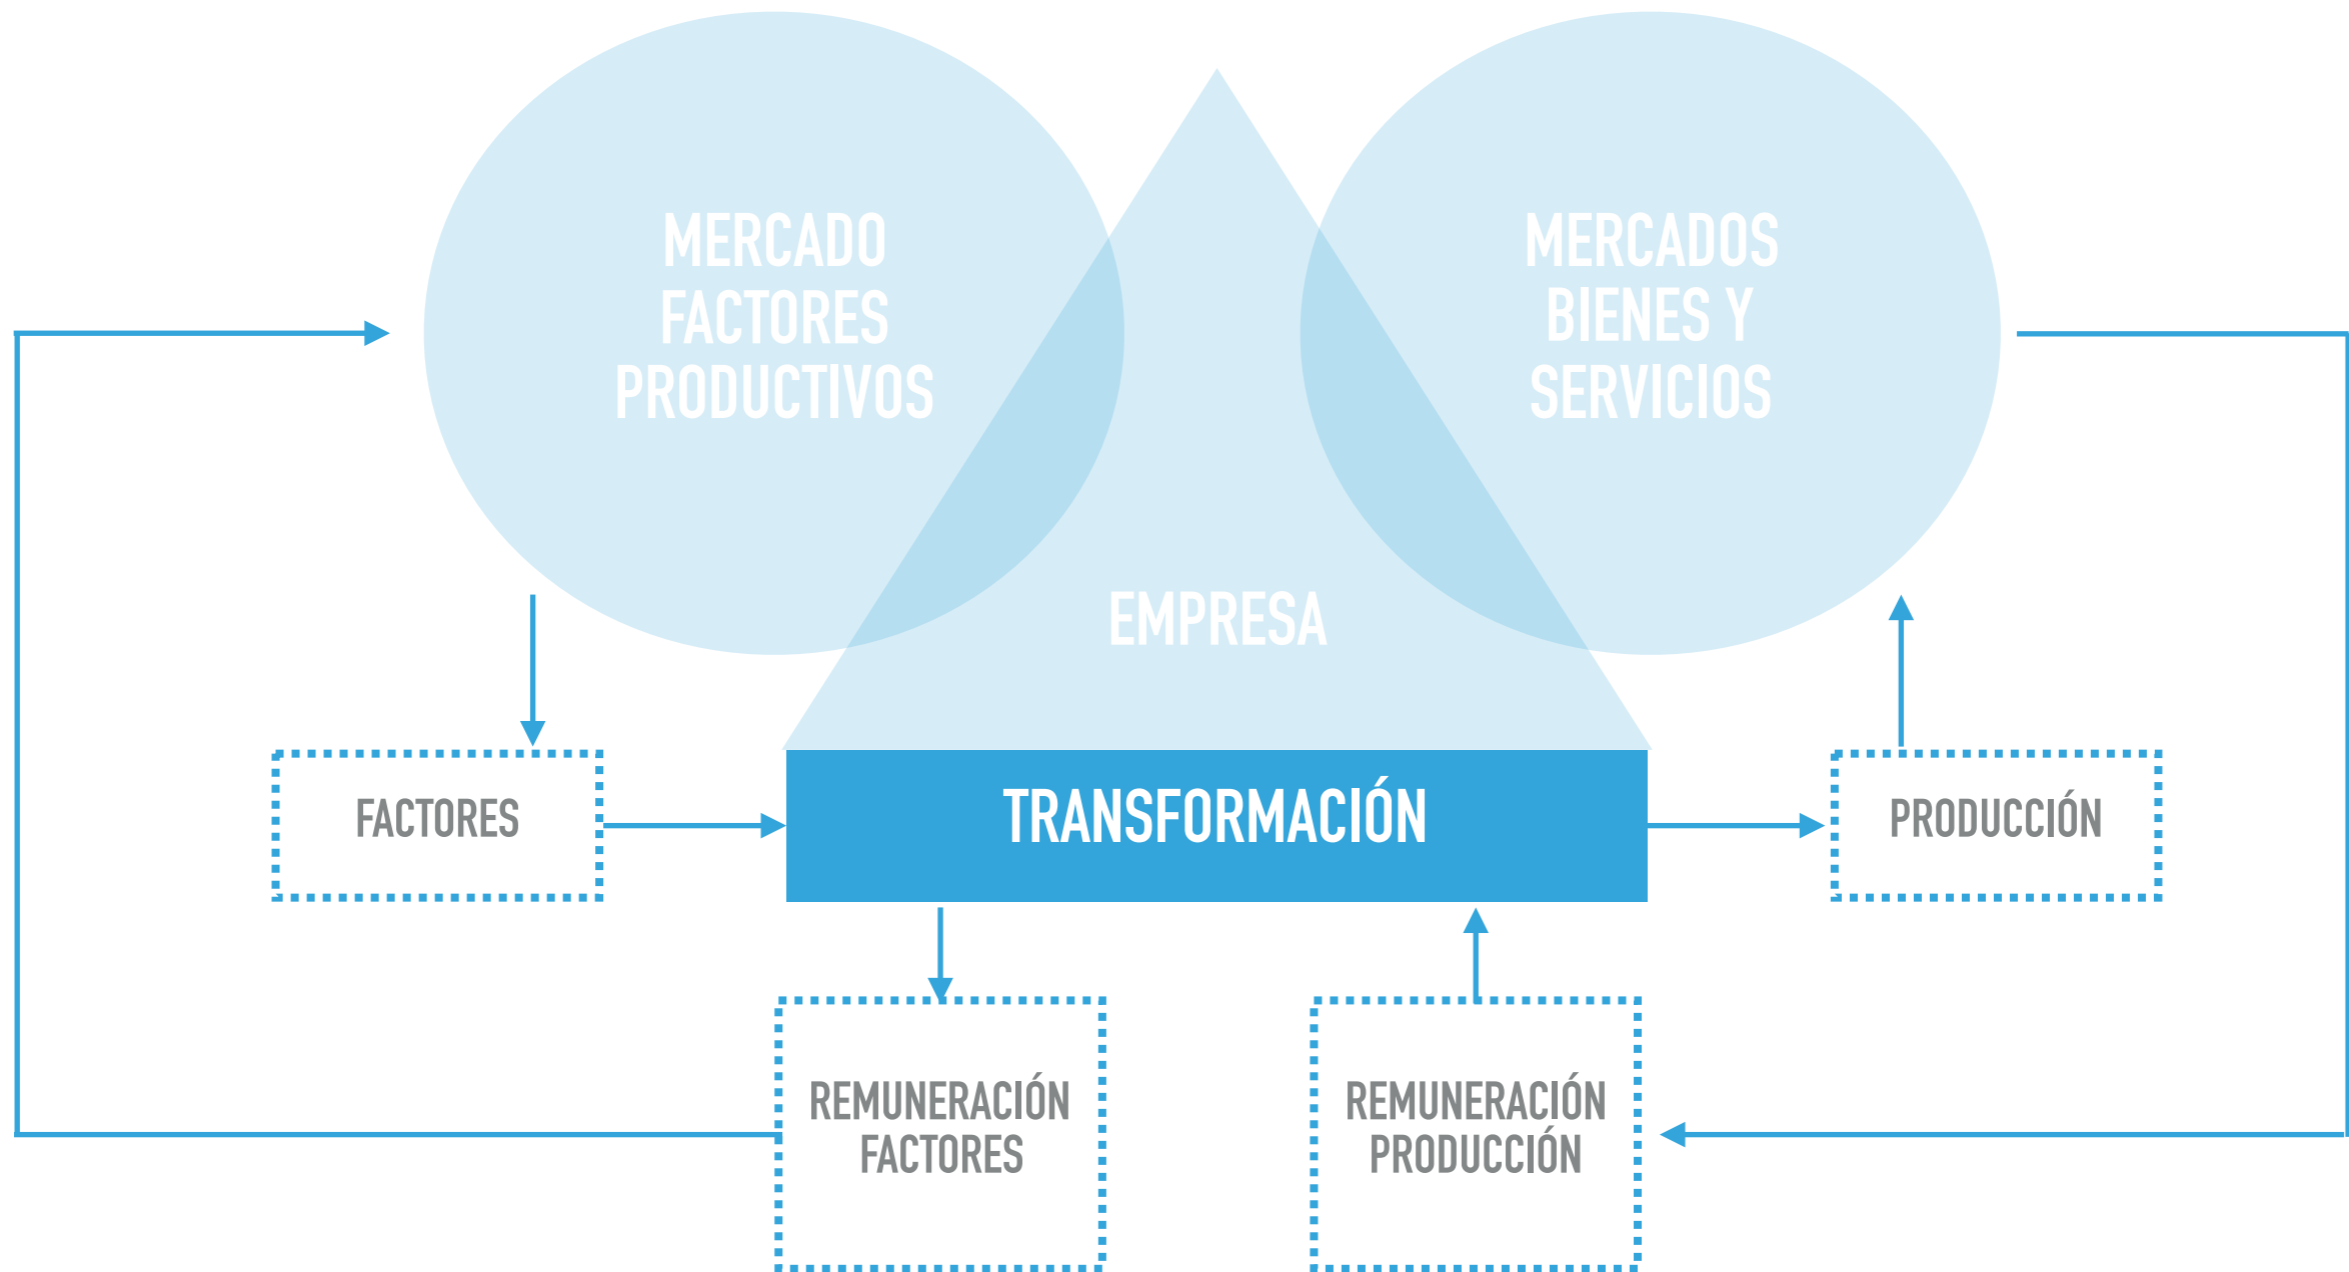 MERCADO
FACTORES
PRODUCTIVOS
MERCADOS
BIENES Y
SERVICIOS
EMPRESA
FACTORES
TRANSFORMACIÓN
PRODUCCIÓN
REMUNERACIÓN
FACTORES
REMUNERACIÓN
PRODUCCIÓN